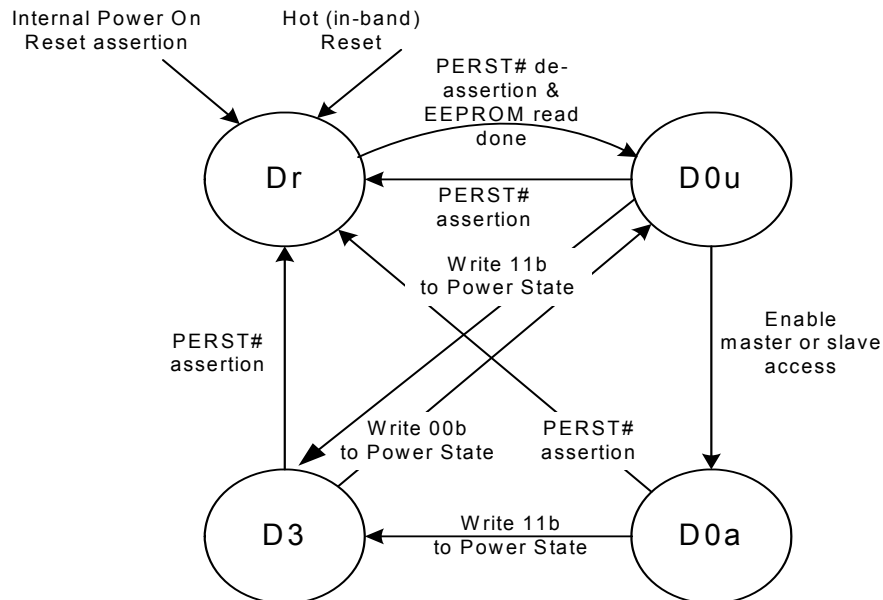 Internal Power On
Reset assertion
Hot (in-band)
Reset
PERST# de-
assertion &
EEPROM read
done
Dr
D0u
PERST#
assertion
Write 11b
to Power State
Enable
master or slave
access
PERST#
assertion
Write 00b
to Power State
PERST#
assertion
D3
Write 11b
to Power State
D0a